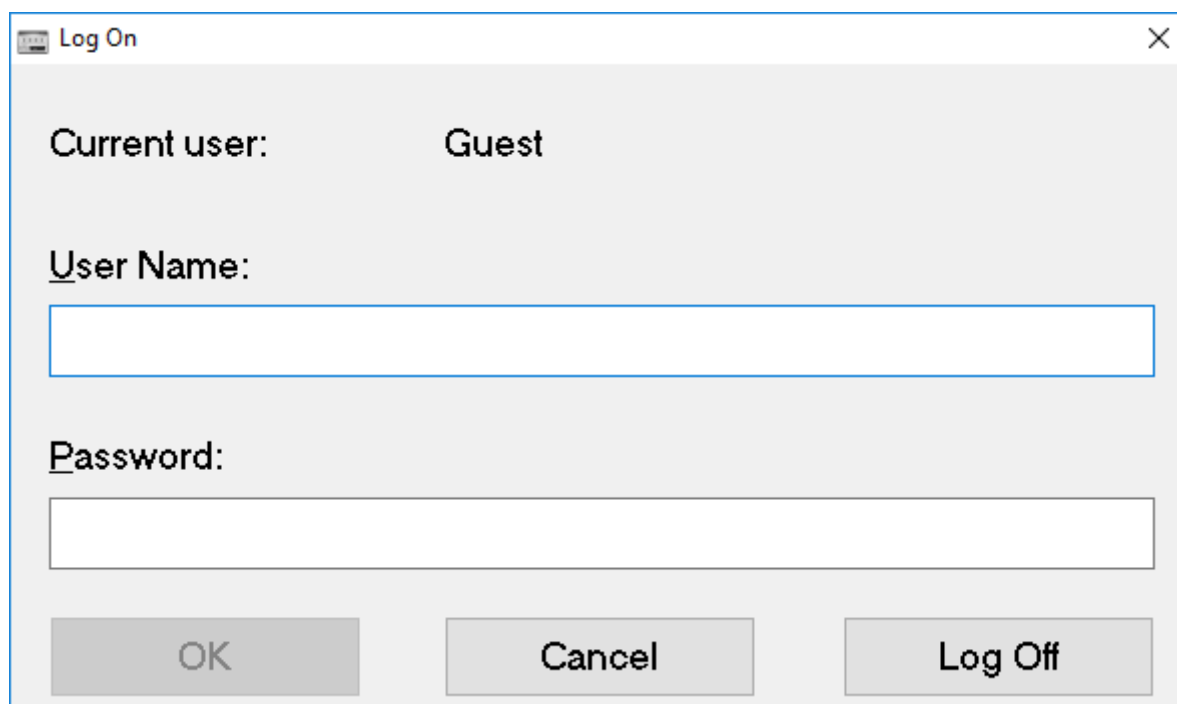 Log On
Current user: Guest
User Name:
Password:
OK Cancel Log Off